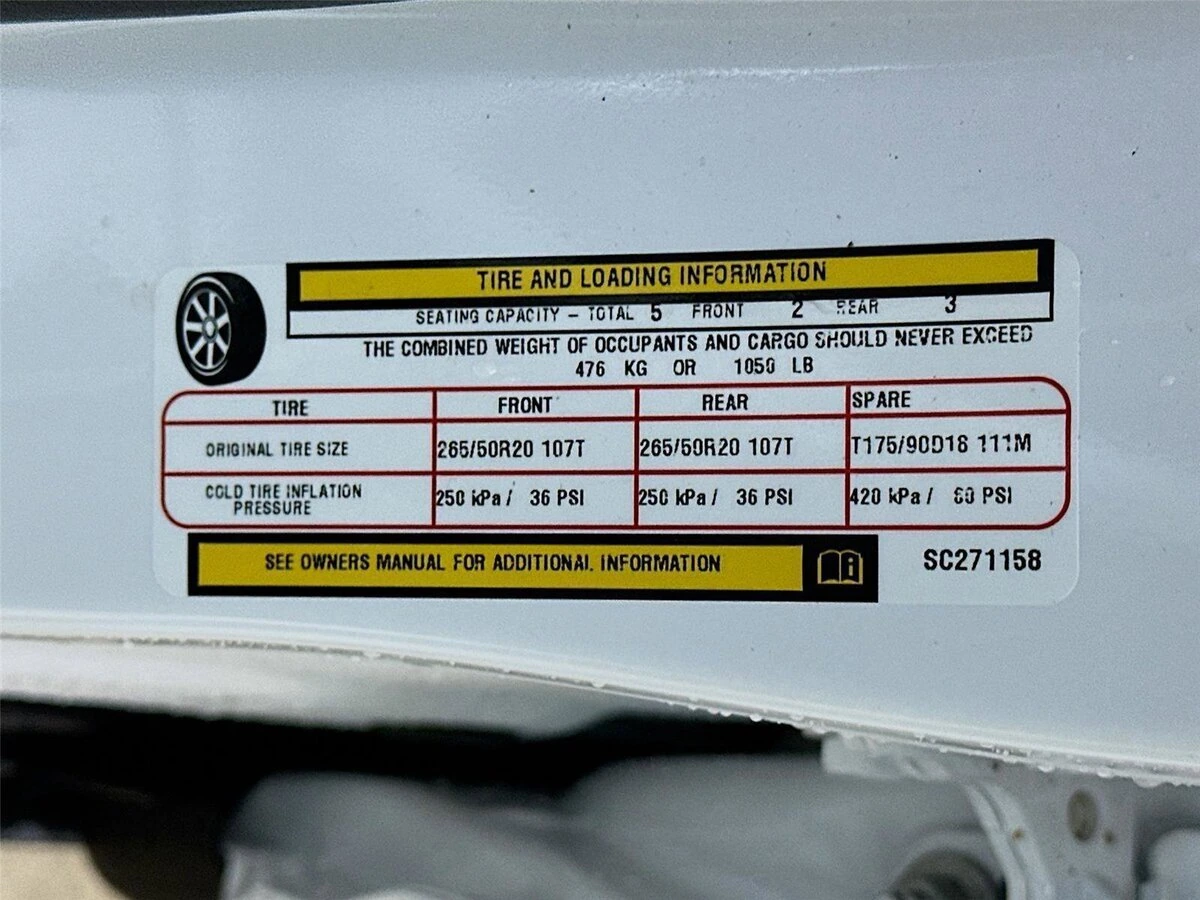 TIRE AND LOADING INFORMATION
SEATING CAPACITY – TOTAL 5 FRONT 2 REAR 3
THE COMBINED WEIGHT OF OCCUPANTS AND CARGO SHOULD NEVER EXCEED
476 KG OR 1050 LB
TIRE FRONT REAR SPARE
ORIGINAL TIRE SIZE 265/50R20 107T 265/50R20 107T T175/90D18 111M
COLD TIRE INFLATION PRESSURE 250 kPa / 36 PSI 250 kPa / 36 PSI 420 kPa / 60 PSI
SEE OWNERS MANUAL FOR ADDITIONAL INFORMATION
SC271158